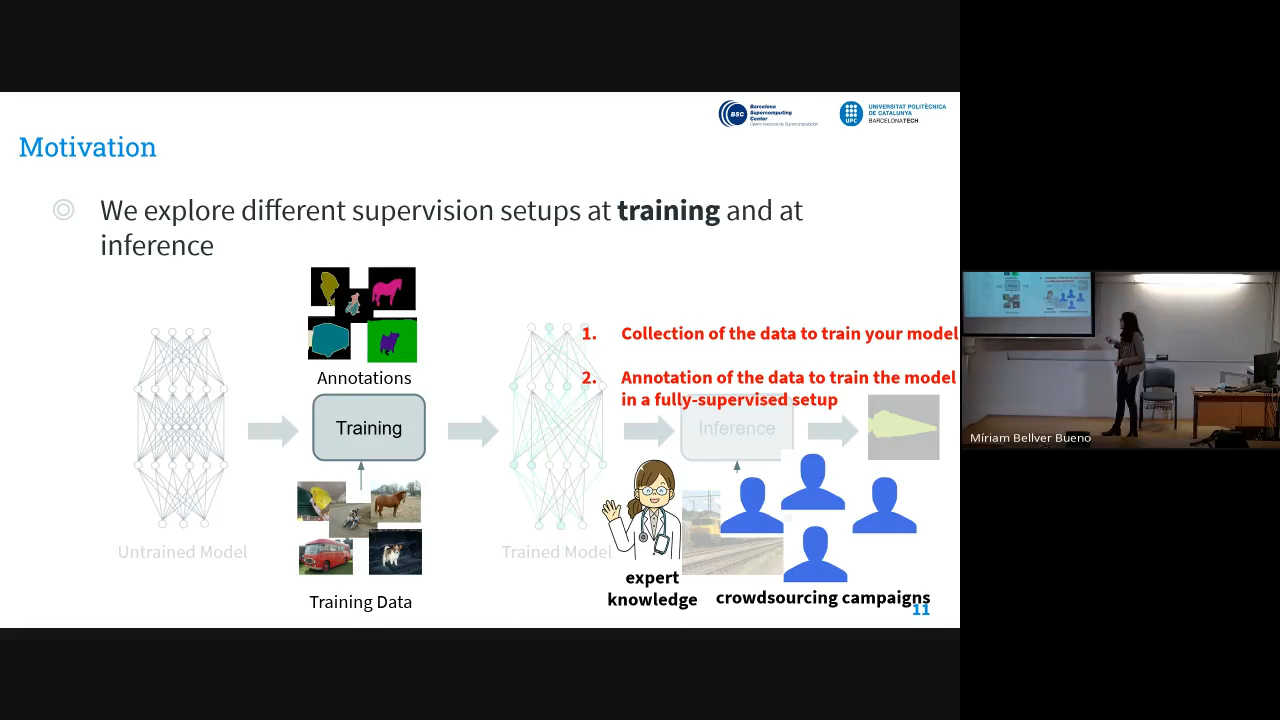 BSC
Barcelona
Supercomputing
Center
Centro Nacional de Supercomputación
UPC
UNIVERSITAT POLITÈCNICA
DE CATALUNYA
BARCELONATECH
Motivation
We explore different supervision setups at training and at
inference
1. Collection of the data to train your model
Annotations
2. Annotation of the data to train the model
in a fully-supervised setup
Training
Inference
Míriam Bellver Bueno
Untrained Model
Trained Model
expert
knowledge
crowdsourcing campaigns
Training Data
11